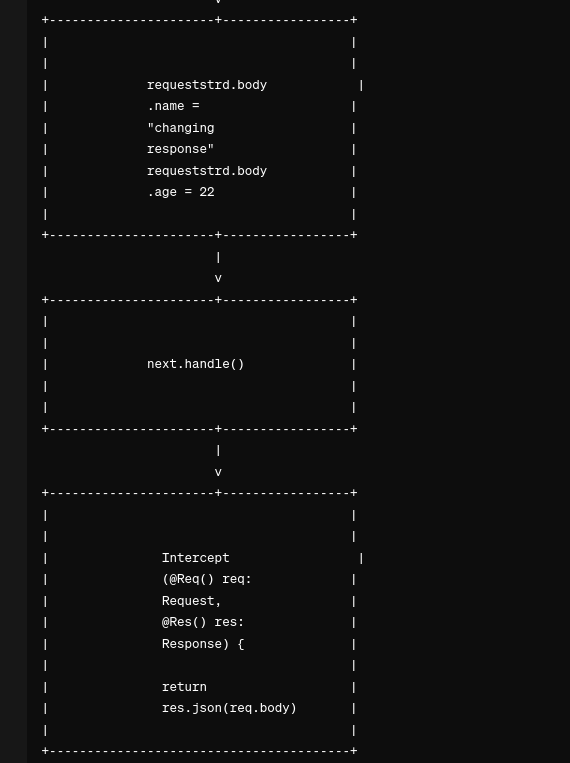 v
+----------------------+-----------------+
|                                        |
|                                        |
|             requeststrd.body            |
|             .name =                    |
|             "changing                  |
|             response"                  |
|             requeststrd.body           |
|             .age = 22                  |
|                                        |
+----------------------+-----------------+
                       |
                       v
+----------------------+-----------------+
|                                        |
|                                        |
|             next.handle()              |
|                                        |
|                                        |
+----------------------+-----------------+
                       |
                       v
+----------------------+-----------------+
|                                        |
|                                        |
|               Intercept                 |
|               (@Req() req:             |
|               Request,                 |
|               @Res() res:              |
|               Response) {              |
|                                        |
|               return                   |
|               res.json(req.body)       |
|                                        |
+----------------------------------------+